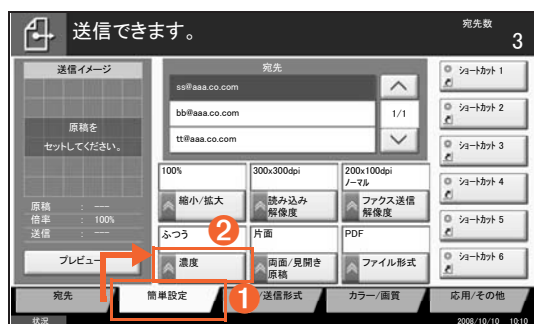 送信できます。
宛先数
3
送信イメージ
原稿を
セットしてください。
原稿 : ---
倍率 : 100%
送信 : ---
プレビュー
宛先
ss@aaa.co.com
bb@aaa.co.com
1/1
tt@aaa.co.com
100%
縮小/拡大
300x300dpi
読み込み
解像度
200x100dpi
ノーマル
ファクス送信
解像度
ふつう
2
濃度
片面
両面/見開き
原稿
PDF
ファイル形式
ショートカット 1
ショートカット 2
ショートカット 3
ショートカット 4
ショートカット 5
ショートカット 6
宛先
簡単設定
1
/送信形式
カラー/画質
応用/その他
状況
2008/10/10 10:10